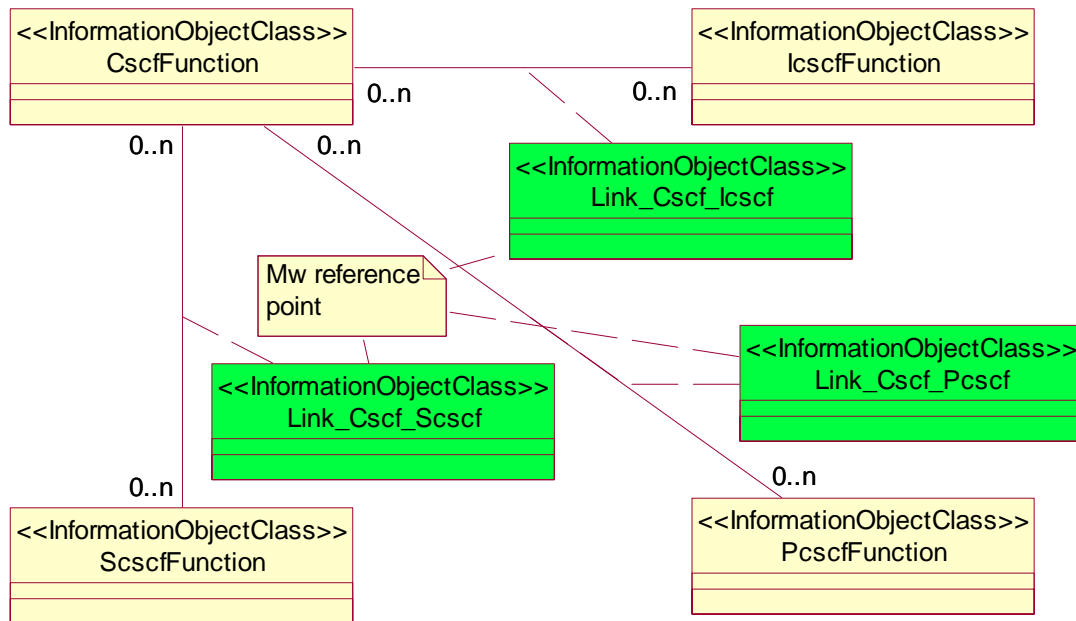 <<InformationObjectClass>>
CscfFunction
<<InformationObjectClass>>
IcscfFunction
0..n
0..n
0..n
0..n
<<InformationObjectClass>>
Link_Cscf_Icscf
Mw reference
point
<<InformationObjectClass>>
Link_Cscf_Pcscf
<<InformationObjectClass>>
Link_Cscf_Scscf
0..n
0..n
<<InformationObjectClass>>
ScscfFunction
<<InformationObjectClass>>
PcscfFunction